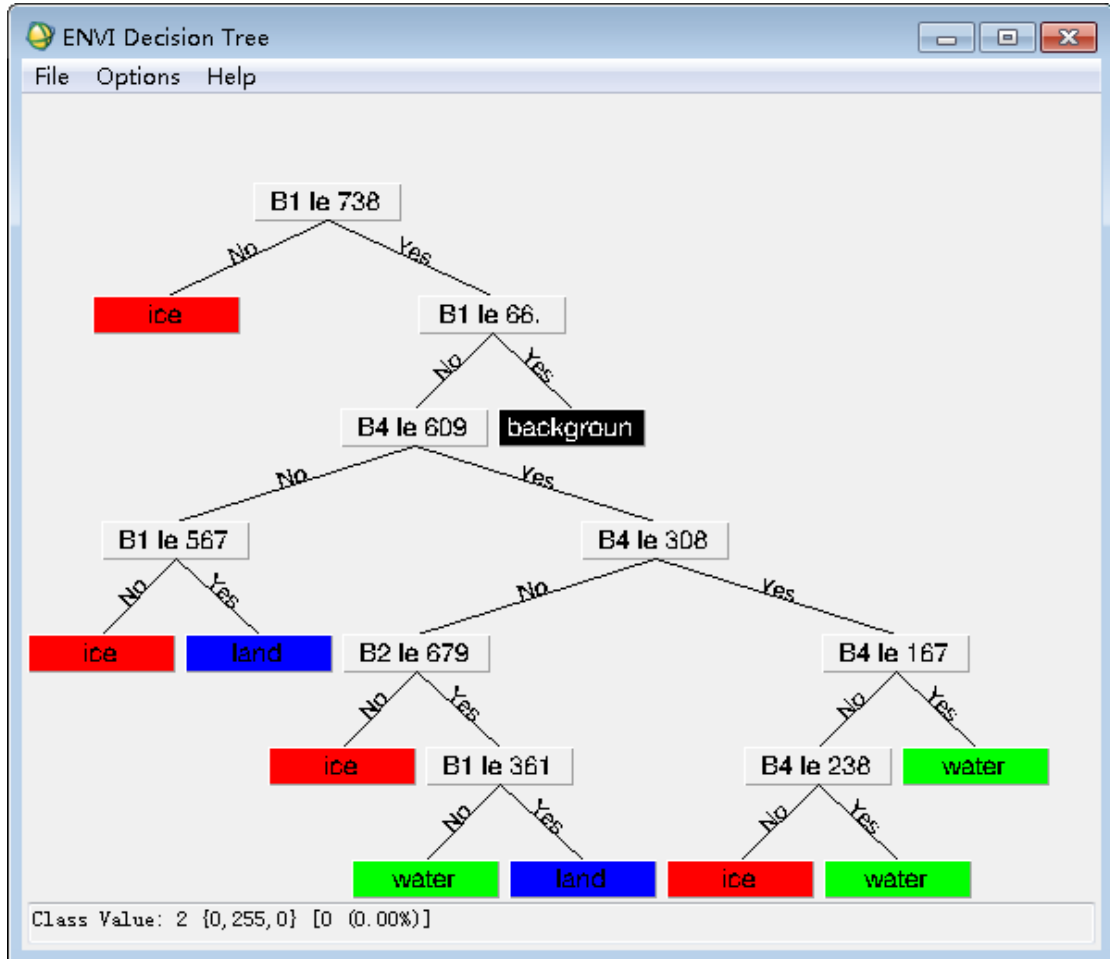 ENVI Decision Tree
File Options Help
B1 le 738
No Yes
ice B1 le 66.
No Yes
B4 le 609 backgroun
No Yes
B1 le 567 B4 le 308
No Yes No Yes
ice land B2 le 679 B4 le 167
No Yes No Yes
ice B1 le 361 B4 le 238 water
No Yes No Yes
water land ice water
Class Value: 2 {0,255,0} [0 (0.00%)]